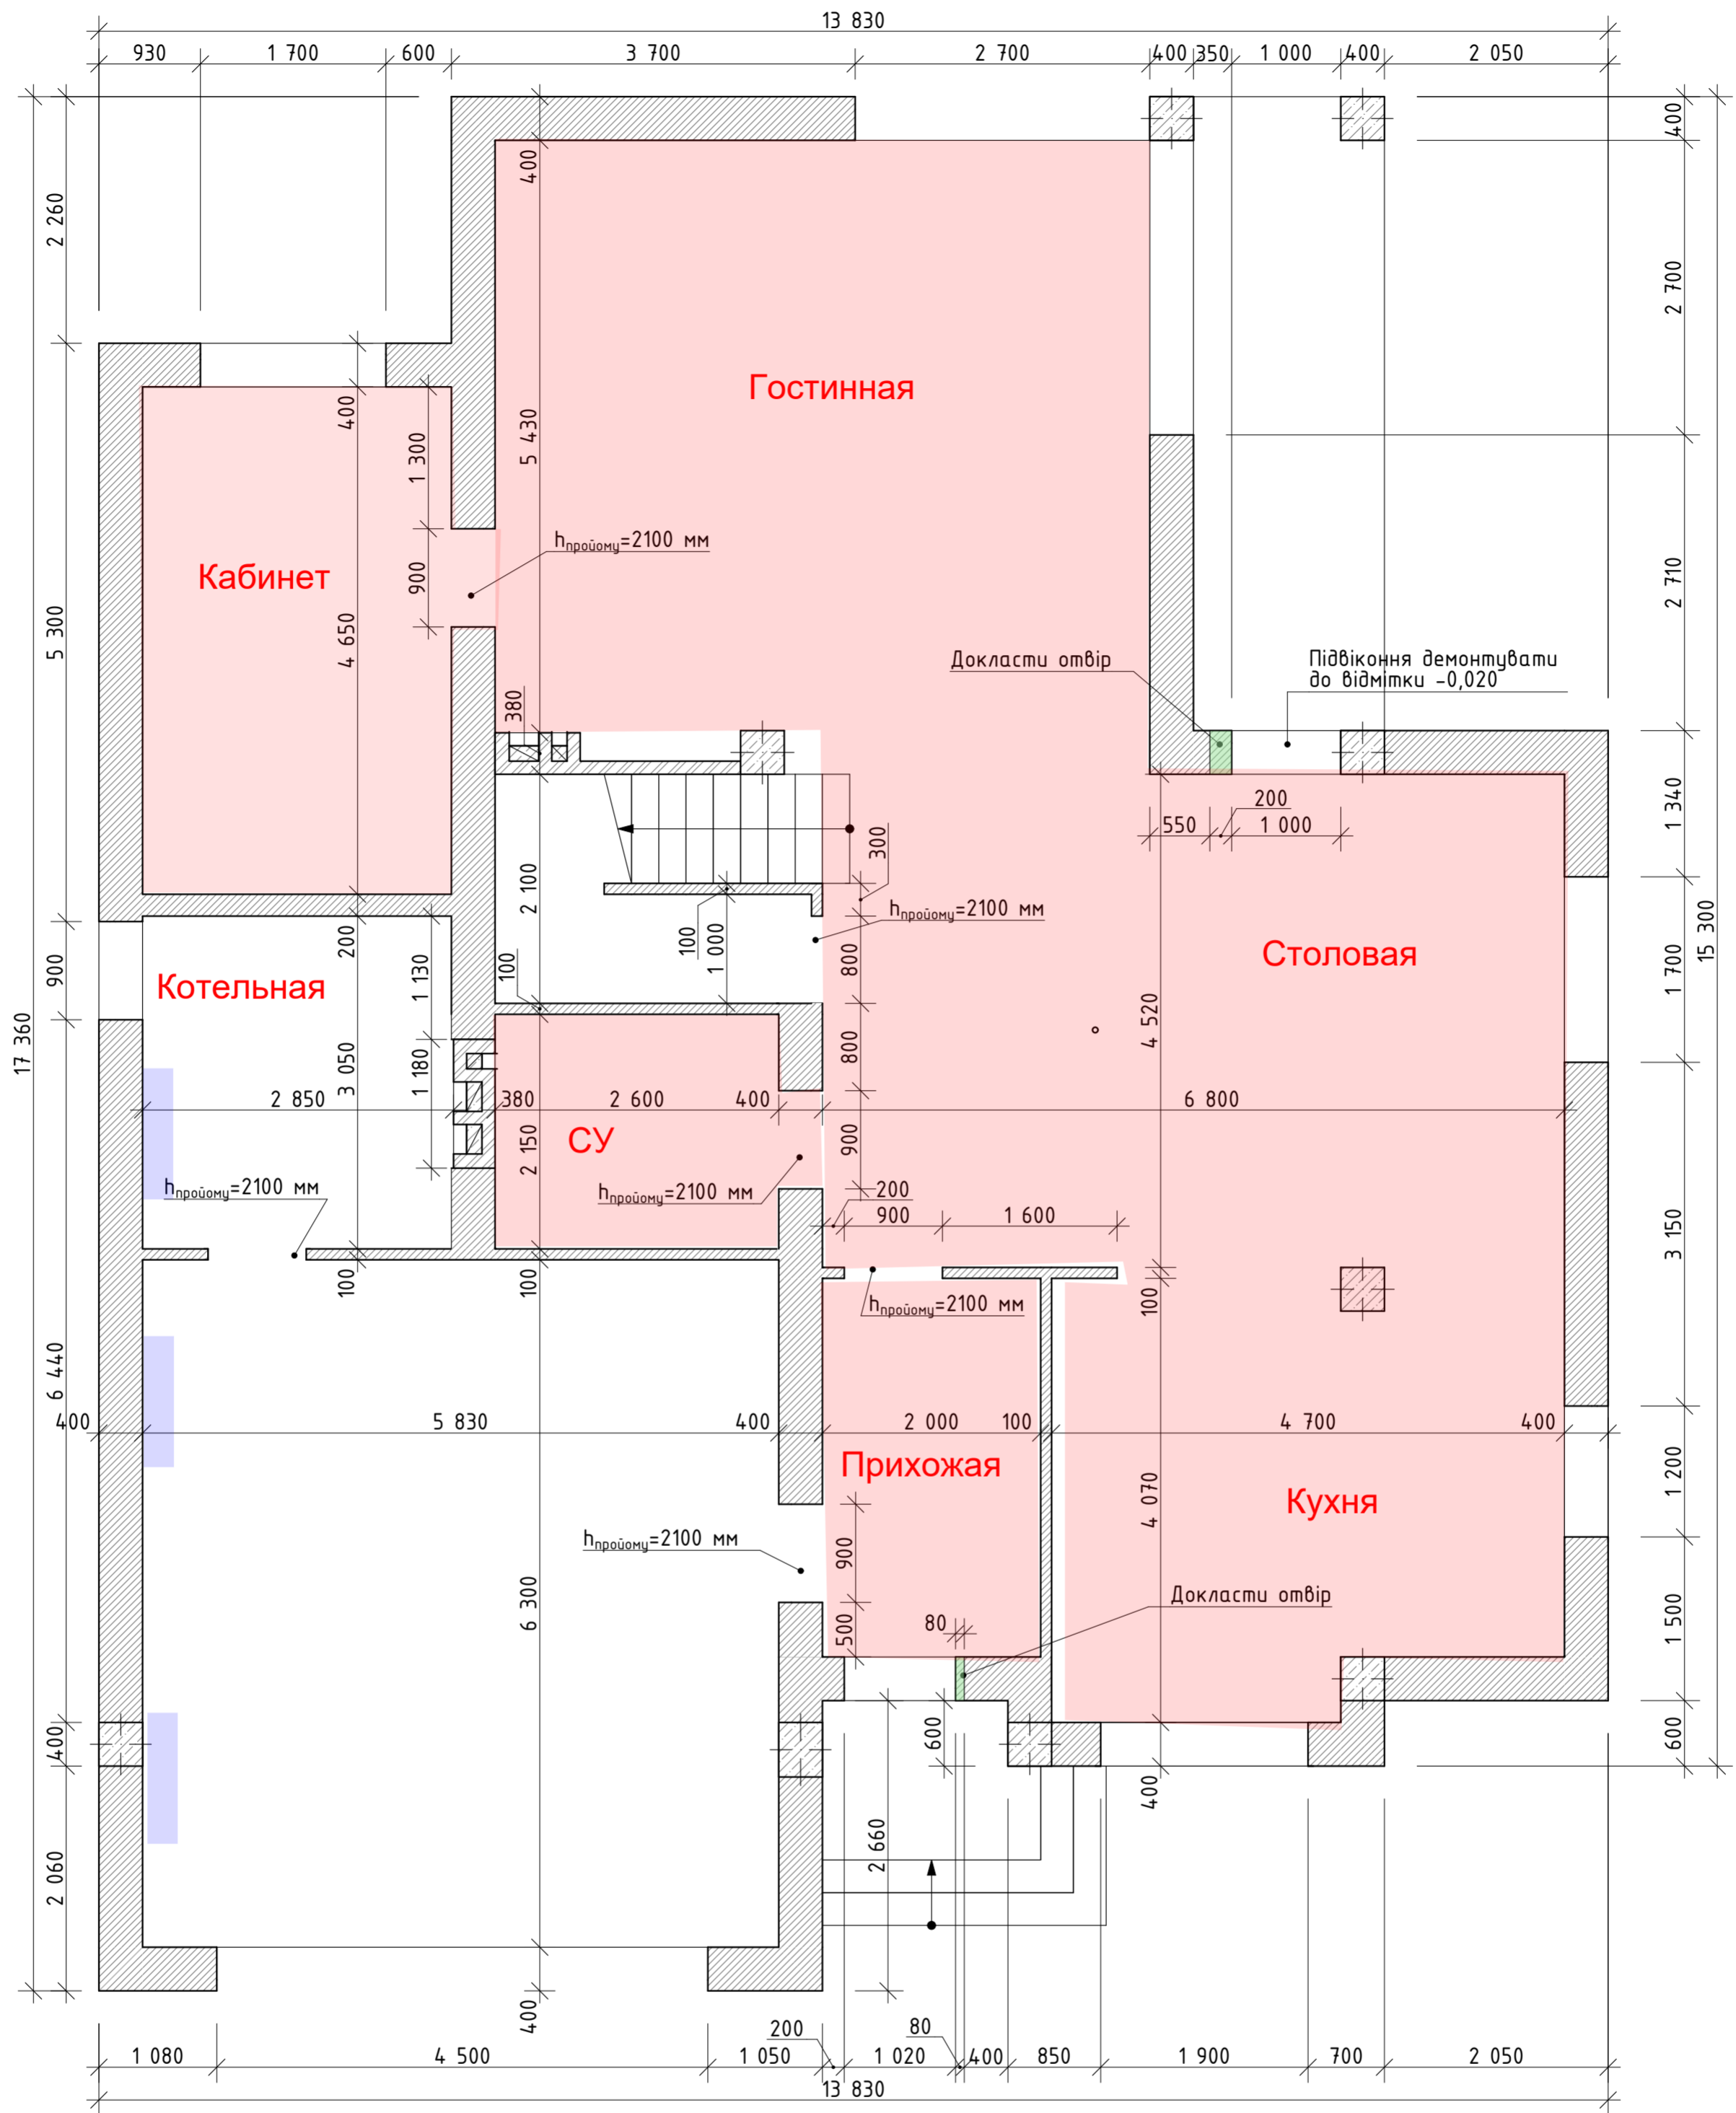 13 830
930 1 700 600 3 700 2 700 400 350 1 000 400 2 050
400
400
2 260
2 700
Гостинная
400
1 300
5 430
hпройому=2100 мм
Кабинет
900
2 710
5 300
4 650
Докласти отвір
Підвіконня демонтувати
до відмітки -0,020
380
200
550 1 000
1 340
300
2 100
hпройому=2100 мм
100
1 000
800
200
900
1 130
100
Столовая
1 700
15 300
Котельная
17 360
4 520
3 050
1 180
800
2 850 380 2 600 400 6 800
СУ
2 150
900
hпройому=2100 мм
hпройому=2100 мм
200
900 1 600
3 150
100
100
hпройому=2100 мм
100
6 440
400 5 830 400 2 000 100 4 700 400
Прихожая
1 200
Кухня
4 070
hпройому=2100 мм
900
6 300
Докласти отвір
80
500
1 500
400
600
600
400
2 660
2 060
400
200 80
1 080 4 500 1 050 1 020 400 850 1 900 700 2 050
13 830